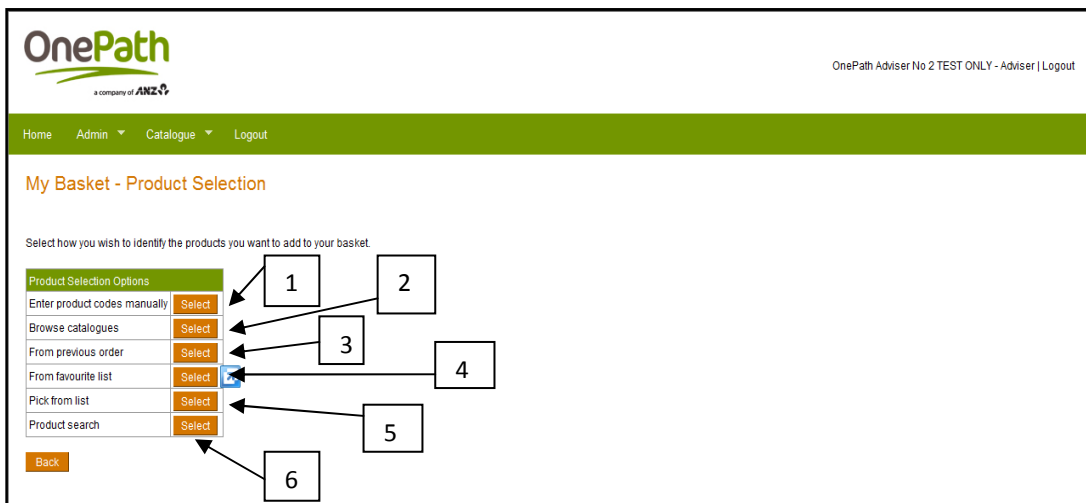 OnePath
a company of ANZ
OnePath Adviser No 2 TEST ONLY - Adviser | Logout
Home Admin Catalogue Logout
My Basket - Product Selection
Select how you wish to identify the products you want to add to your basket.
Product Selection Options
Enter product codes manually Select
Browse catalogues Select
From previous order Select
From favourite list Select
Pick from list Select
Product search Select
Back
1
2
3
4
5
6